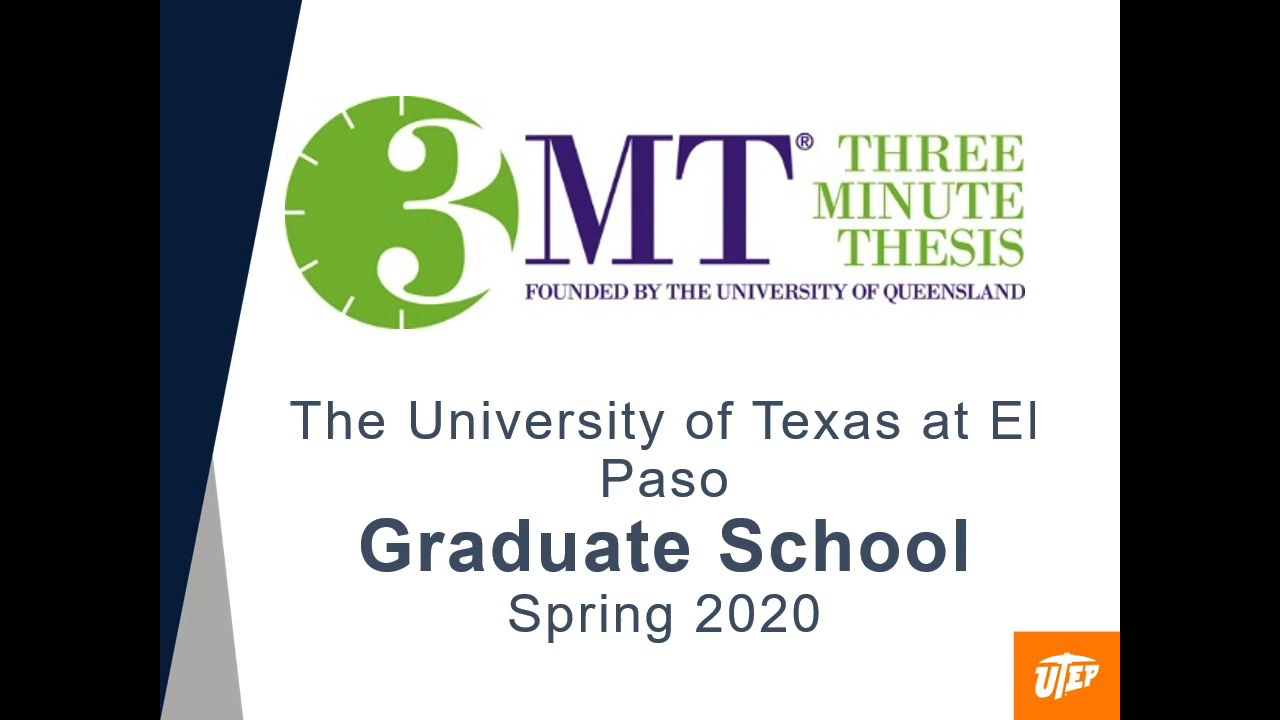 3MT® THREE
MINUTE
THESIS
FOUNDED BY THE UNIVERSITY OF QUEENSLAND
The University of Texas at El
Paso
Graduate School
Spring 2020
UTEP